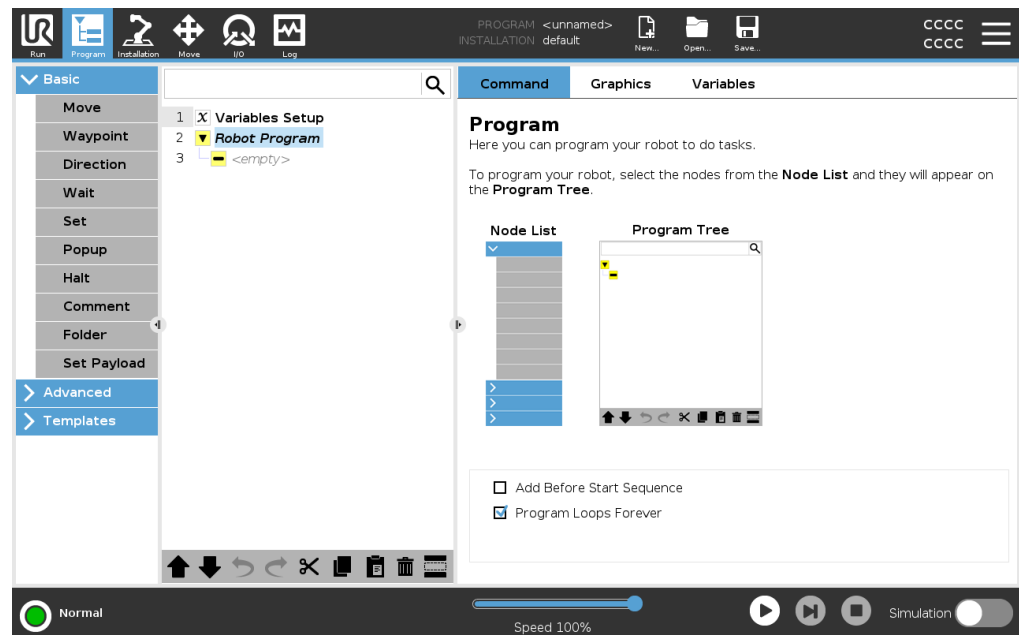 PROGRAM <unnamed>
INSTALLATION default
CCCC
CCCC
UR
Run
Program
Installation
Move
I/O
Log
New...
Open...
Save...
Basic
Move
Waypoint
Direction
Wait
Set
Popup
Halt
Comment
Folder
Set Payload
Advanced
Templates
1 X Variables Setup
2 Robot Program
3 <empty>
Command Graphics Variables
Program
Here you can program your robot to do tasks.
To program your robot, select the nodes from the Node List and they will appear on
the Program Tree.
Node List Program Tree
Add Before Start Sequence
Program Loops Forever
Normal
Speed 100%
Simulation